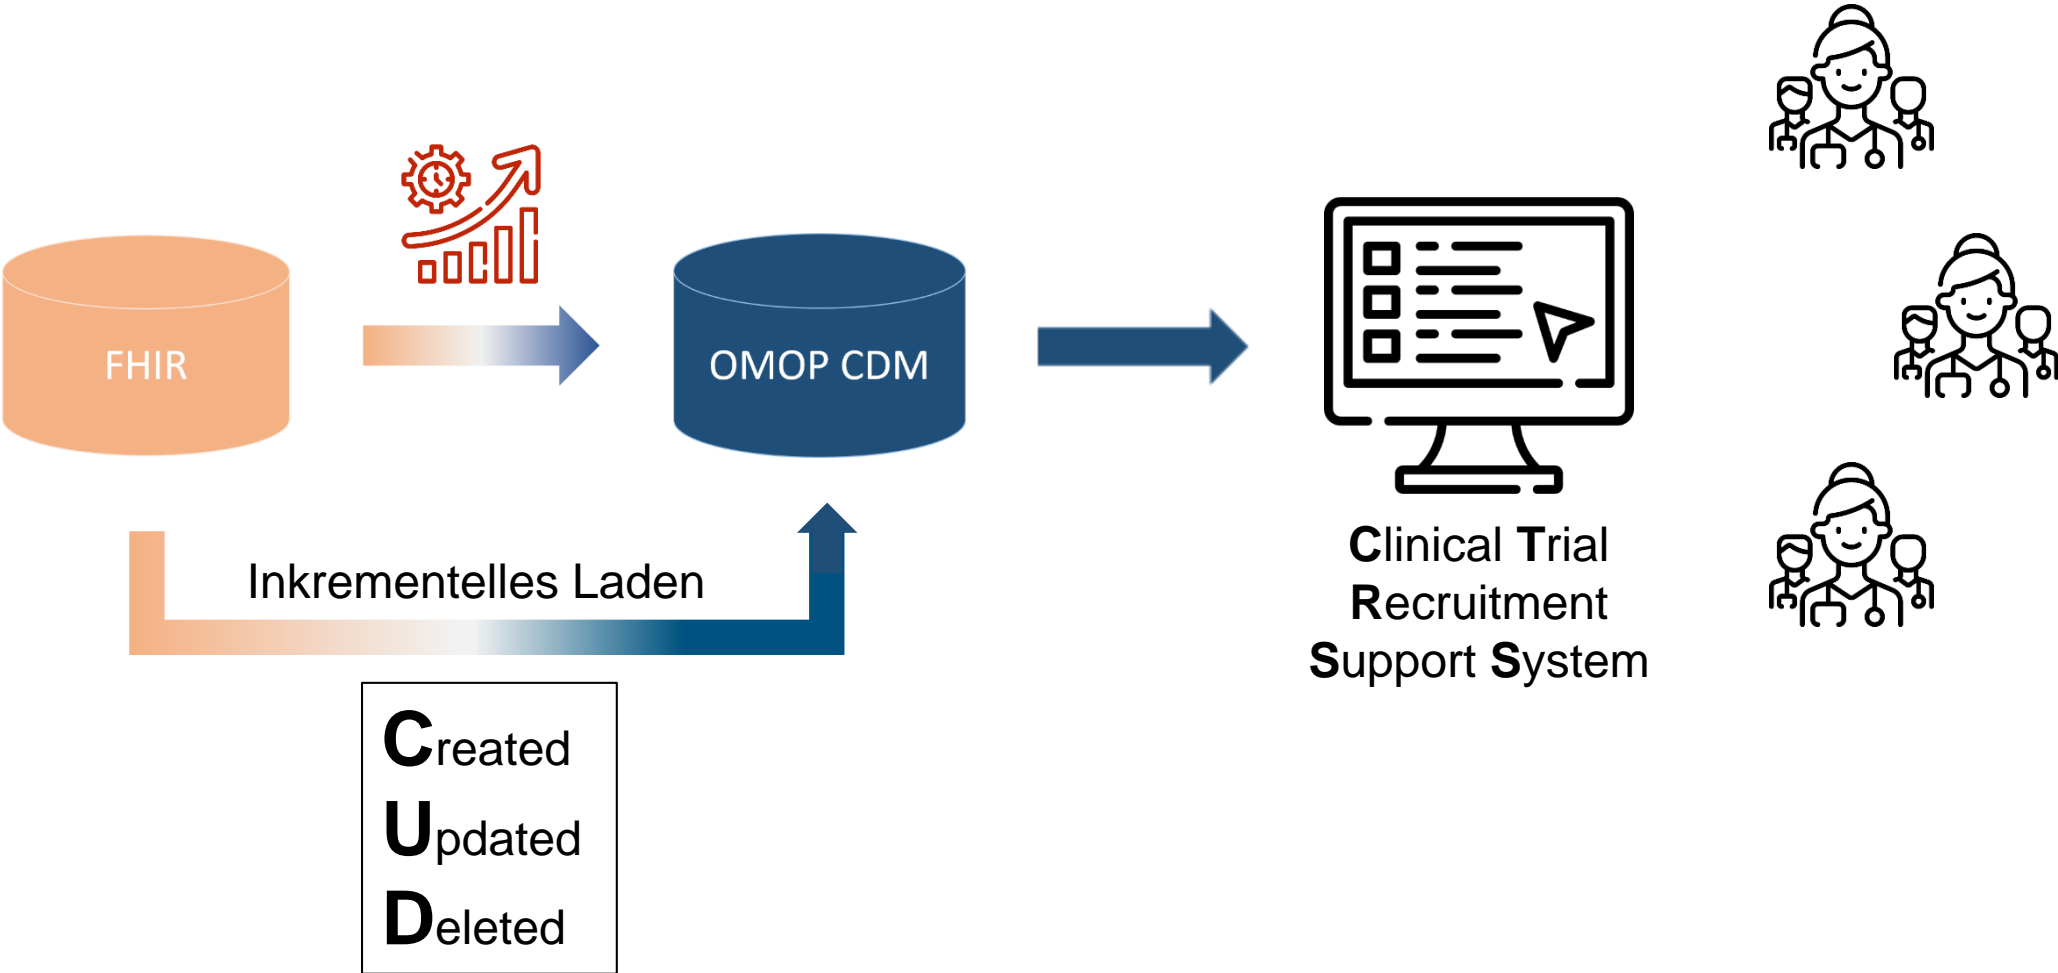 FHIR
OMOP CDM
Inkrementelles Laden
Created
Updated
Deleted
Clinical Trial
Recruitment
Support System